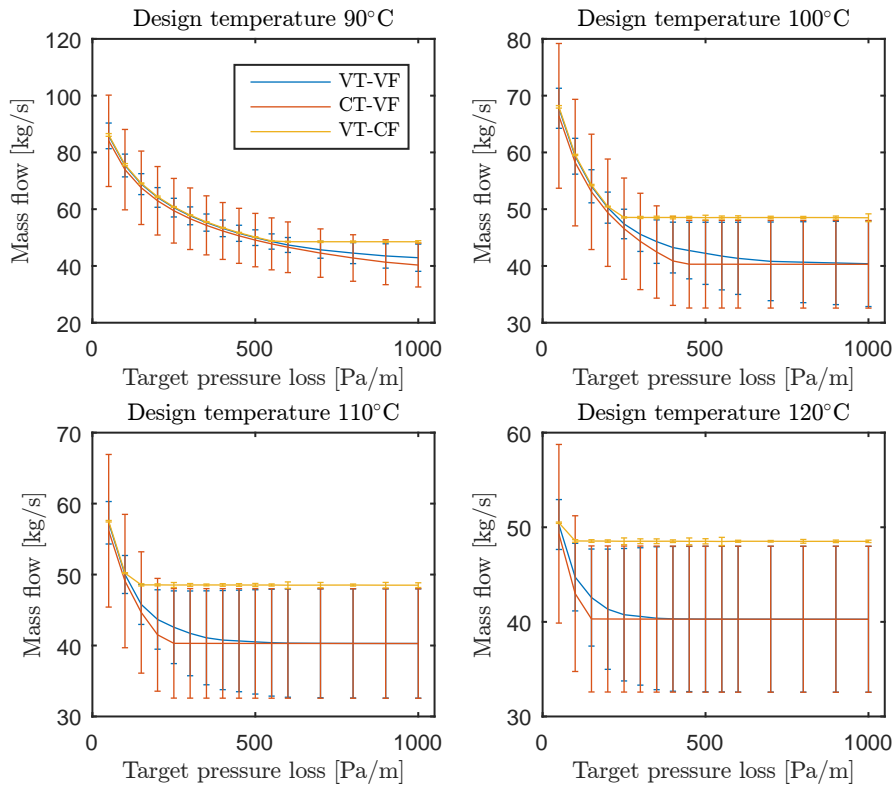 Design temperature 90°C
120
100
80
60
40
20
Mass flow [kg/s]
VT-VF
CT-VF
VT-CF
0 500 1000
Target pressure loss [Pa/m]
Design temperature 100°C
80
70
60
50
40
30
Mass flow [kg/s]
0 500 1000
Target pressure loss [Pa/m]
Design temperature 110°C
70
60
50
40
30
Mass flow [kg/s]
0 500 1000
Target pressure loss [Pa/m]
Design temperature 120°C
60
50
40
30
Mass flow [kg/s]
0 500 1000
Target pressure loss [Pa/m]